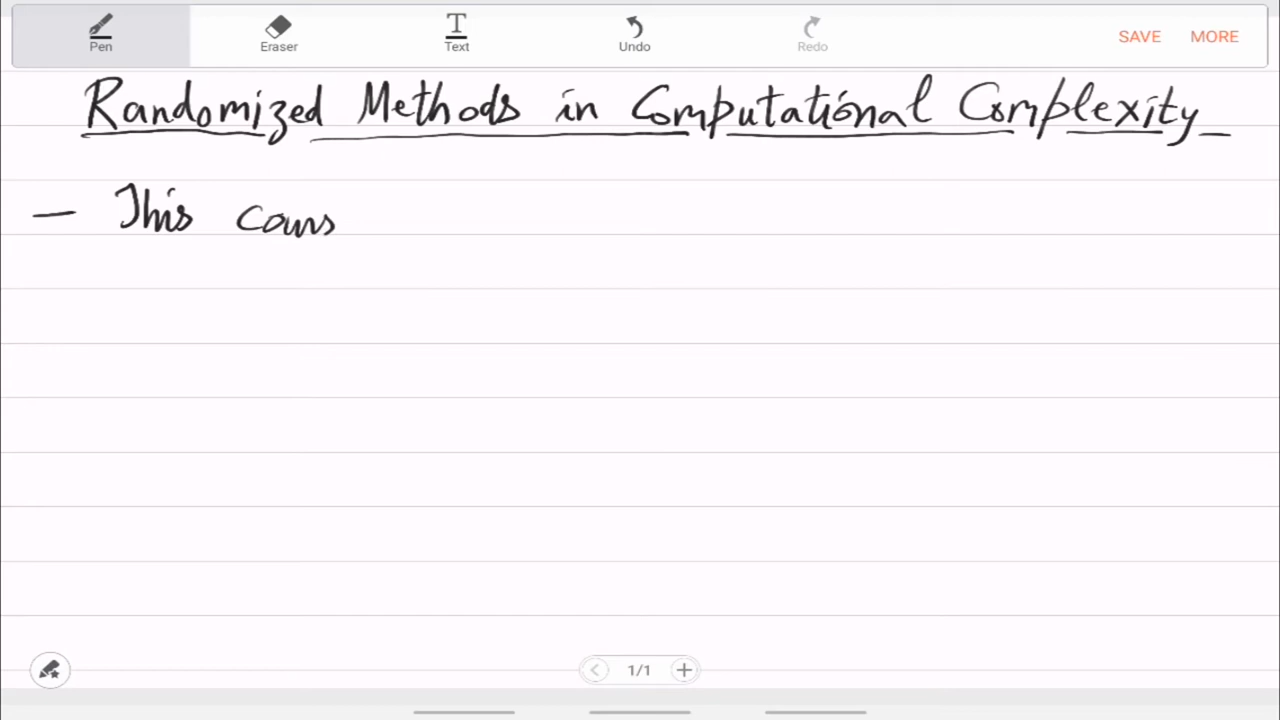 Pen Eraser Text Undo Redo SAVE MORE
Randomized Methods in Computational Complexity
- This cours
1/1